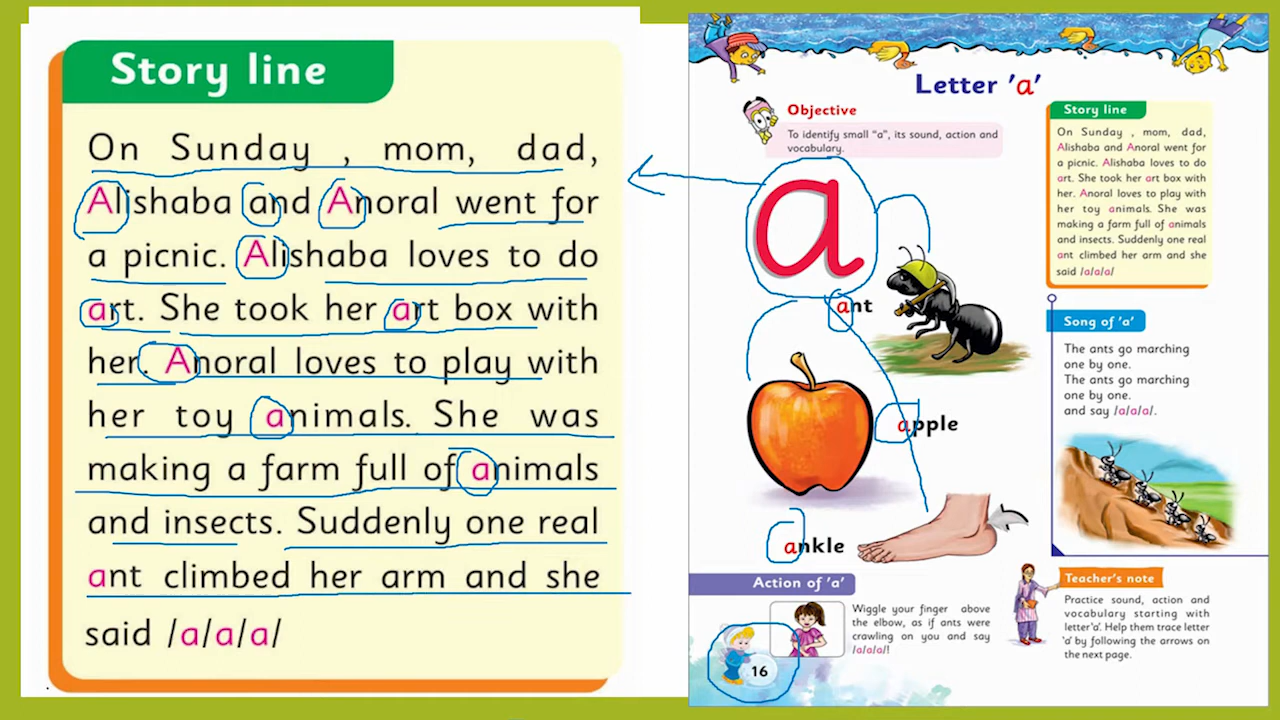 Story line
On Sunday , mom, dad,
Alishaba and Anoral went for
a picnic. Alishaba loves to do
art. She took her art box with
her. Anoral loves to play with
her toy animals. She was
making a farm full of animals
and insects. Suddenly one real
ant climbed her arm and she
said /a/a/a/
Letter 'a'
Objective
To identify small "a", its sound, action and
vocabulary.
a
ant
apple
ankle
Action of 'a'
Wiggle your finger above
the elbow, as if ants were
crawling on you and say
/a/a/a/!
16
Story line
On Sunday , mom, dad,
Alishaba and Anoral went for
a picnic. Alishaba loves to do
art. She took her art box with
her. Anoral loves to play with
her toy animals. She was
making a farm full of animals
and insects. Suddenly one real
ant climbed her arm and she
said /a/a/a/
Song of 'a'
The ants go marching
one by one.
The ants go marching
one by one.
and say /a/a/a/.
Teacher's note
Practice sound, action and
vocabulary starting with
letter 'a'. Help them trace letter
'a' by following the arrows on
the next page.